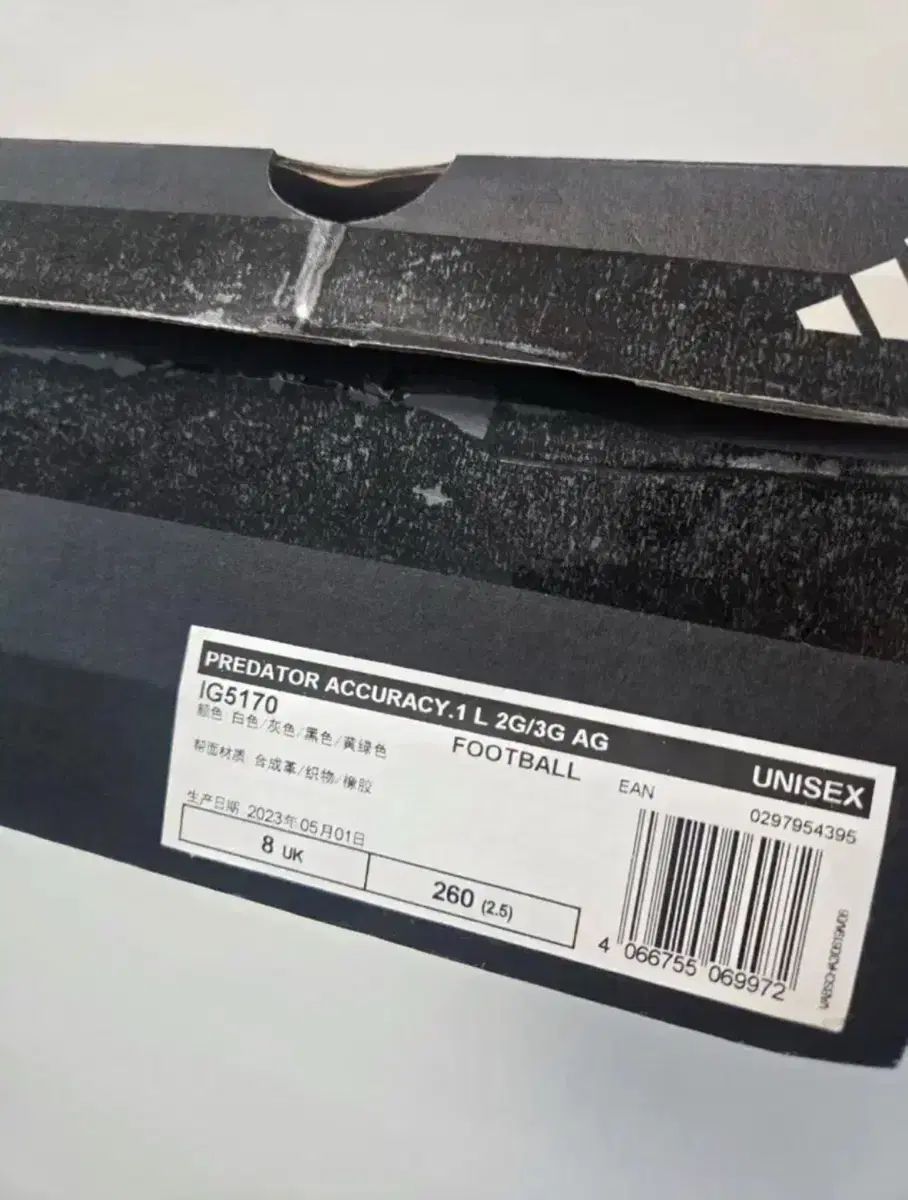 PREDATOR ACCURACY.1 L 2G/3G AG
UNISEX
IG5170
颜色 白色/灰色/黑色/黄绿色
FOOTBALL
帮面材质 合成革/织物/橡胶
EAN
0297954395
生产日期 2023年05月01日
8 UK
260 (2.5)
4 066755 069972